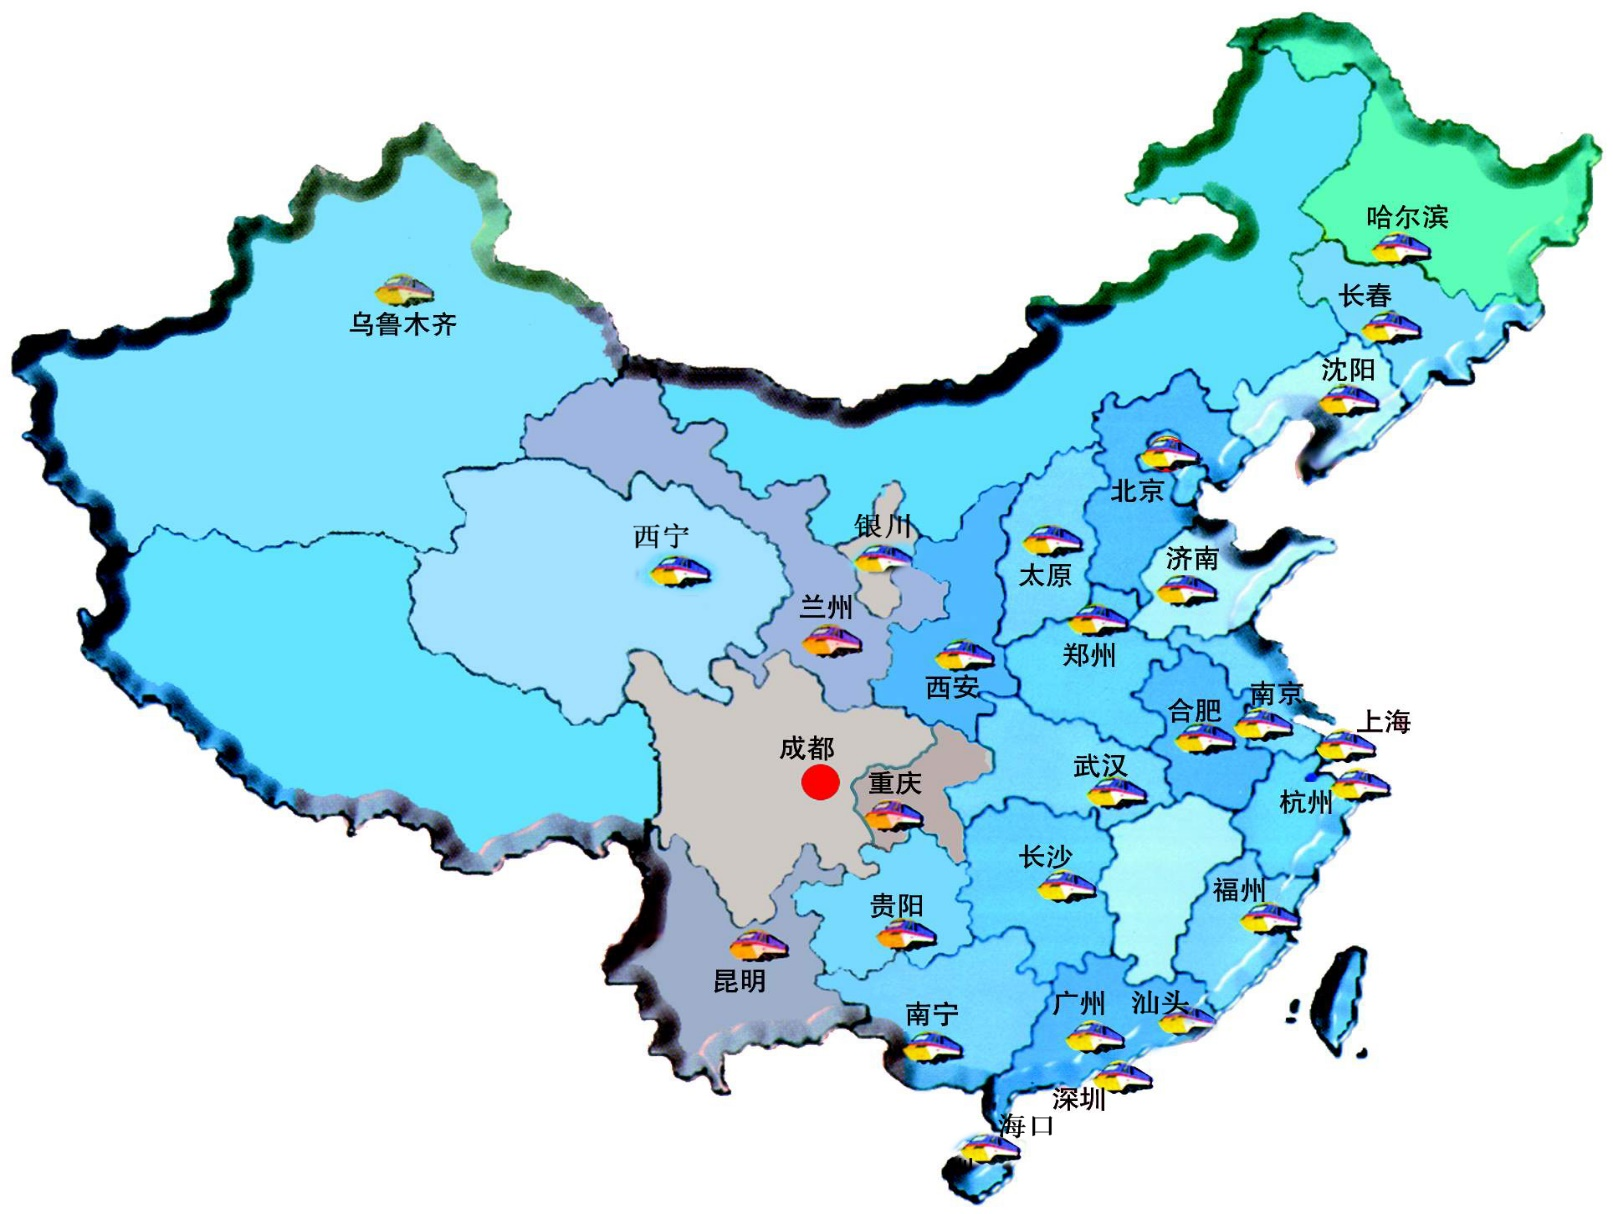 哈尔滨
长春
乌鲁木齐
沈阳
北京
银川
西宁
太原
济南
兰州
郑州
西安
南京
合肥
上海
成都
武汉
重庆
杭州
长沙
福州
贵阳
昆明
广州
汕头
南宁
深圳
海口